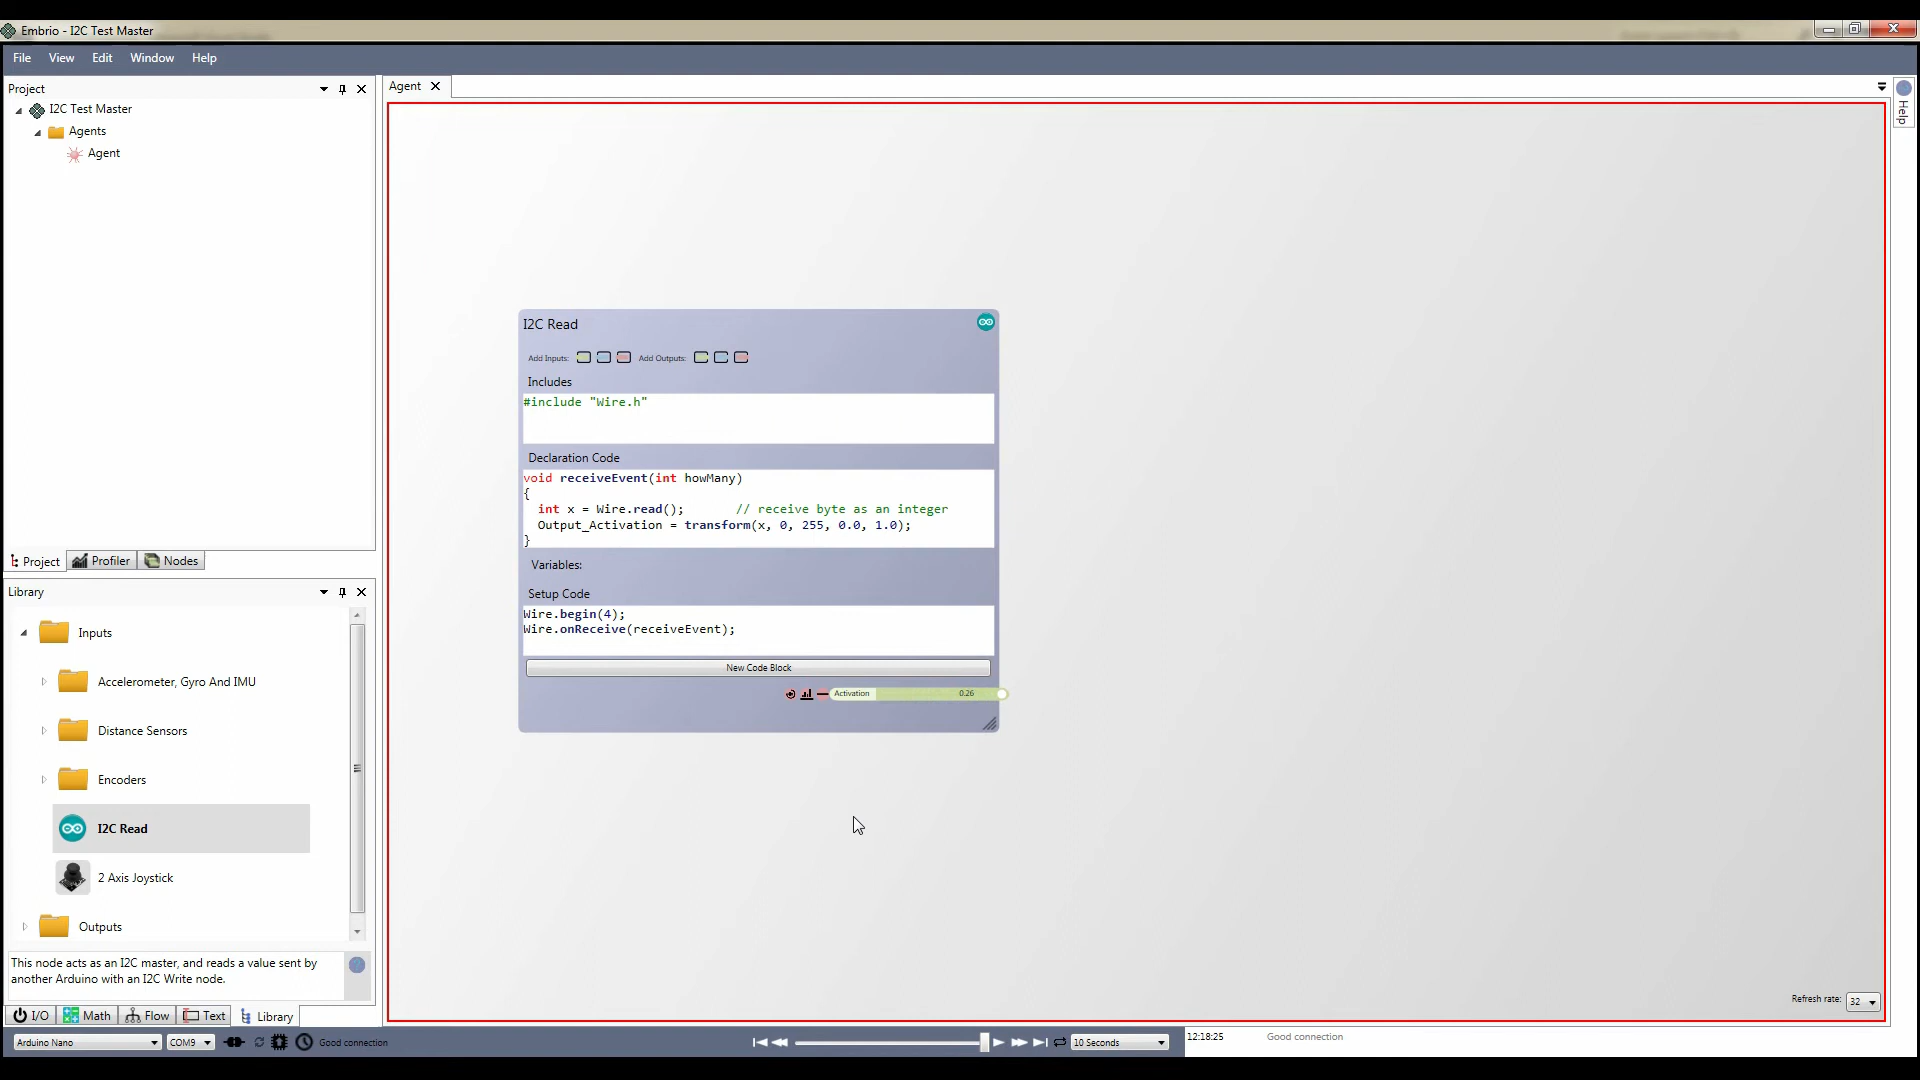 Embrio - I2C Test Master
File View Edit Window Help
Project
I2C Test Master
Agents
Agent
Project Profiler Nodes
Library
Inputs
Accelerometer, Gyro And IMU
Distance Sensors
Encoders
I2C Read
2 Axis Joystick
Outputs
This node acts as an I2C master, and reads a value sent by
another Arduino with an I2C Write node.
I/O Math Flow Text Library
Agent
I2C Read
Add Inputs: Add Outputs:
Includes
#include "Wire.h"
Declaration Code
void receiveEvent(int howMany)
{
int x = Wire.read(); // receive byte as an integer
Output_Activation = transform(x, 0, 255, 0.0, 1.0);
}
Variables:
Setup Code
Wire.begin(4);
Wire.onReceive(receiveEvent);
New Code Block
Activation 0.26
Help
Refresh rate: 32
Arduino Nano COM9 Good connection
10 Seconds
12:18:25 Good connection